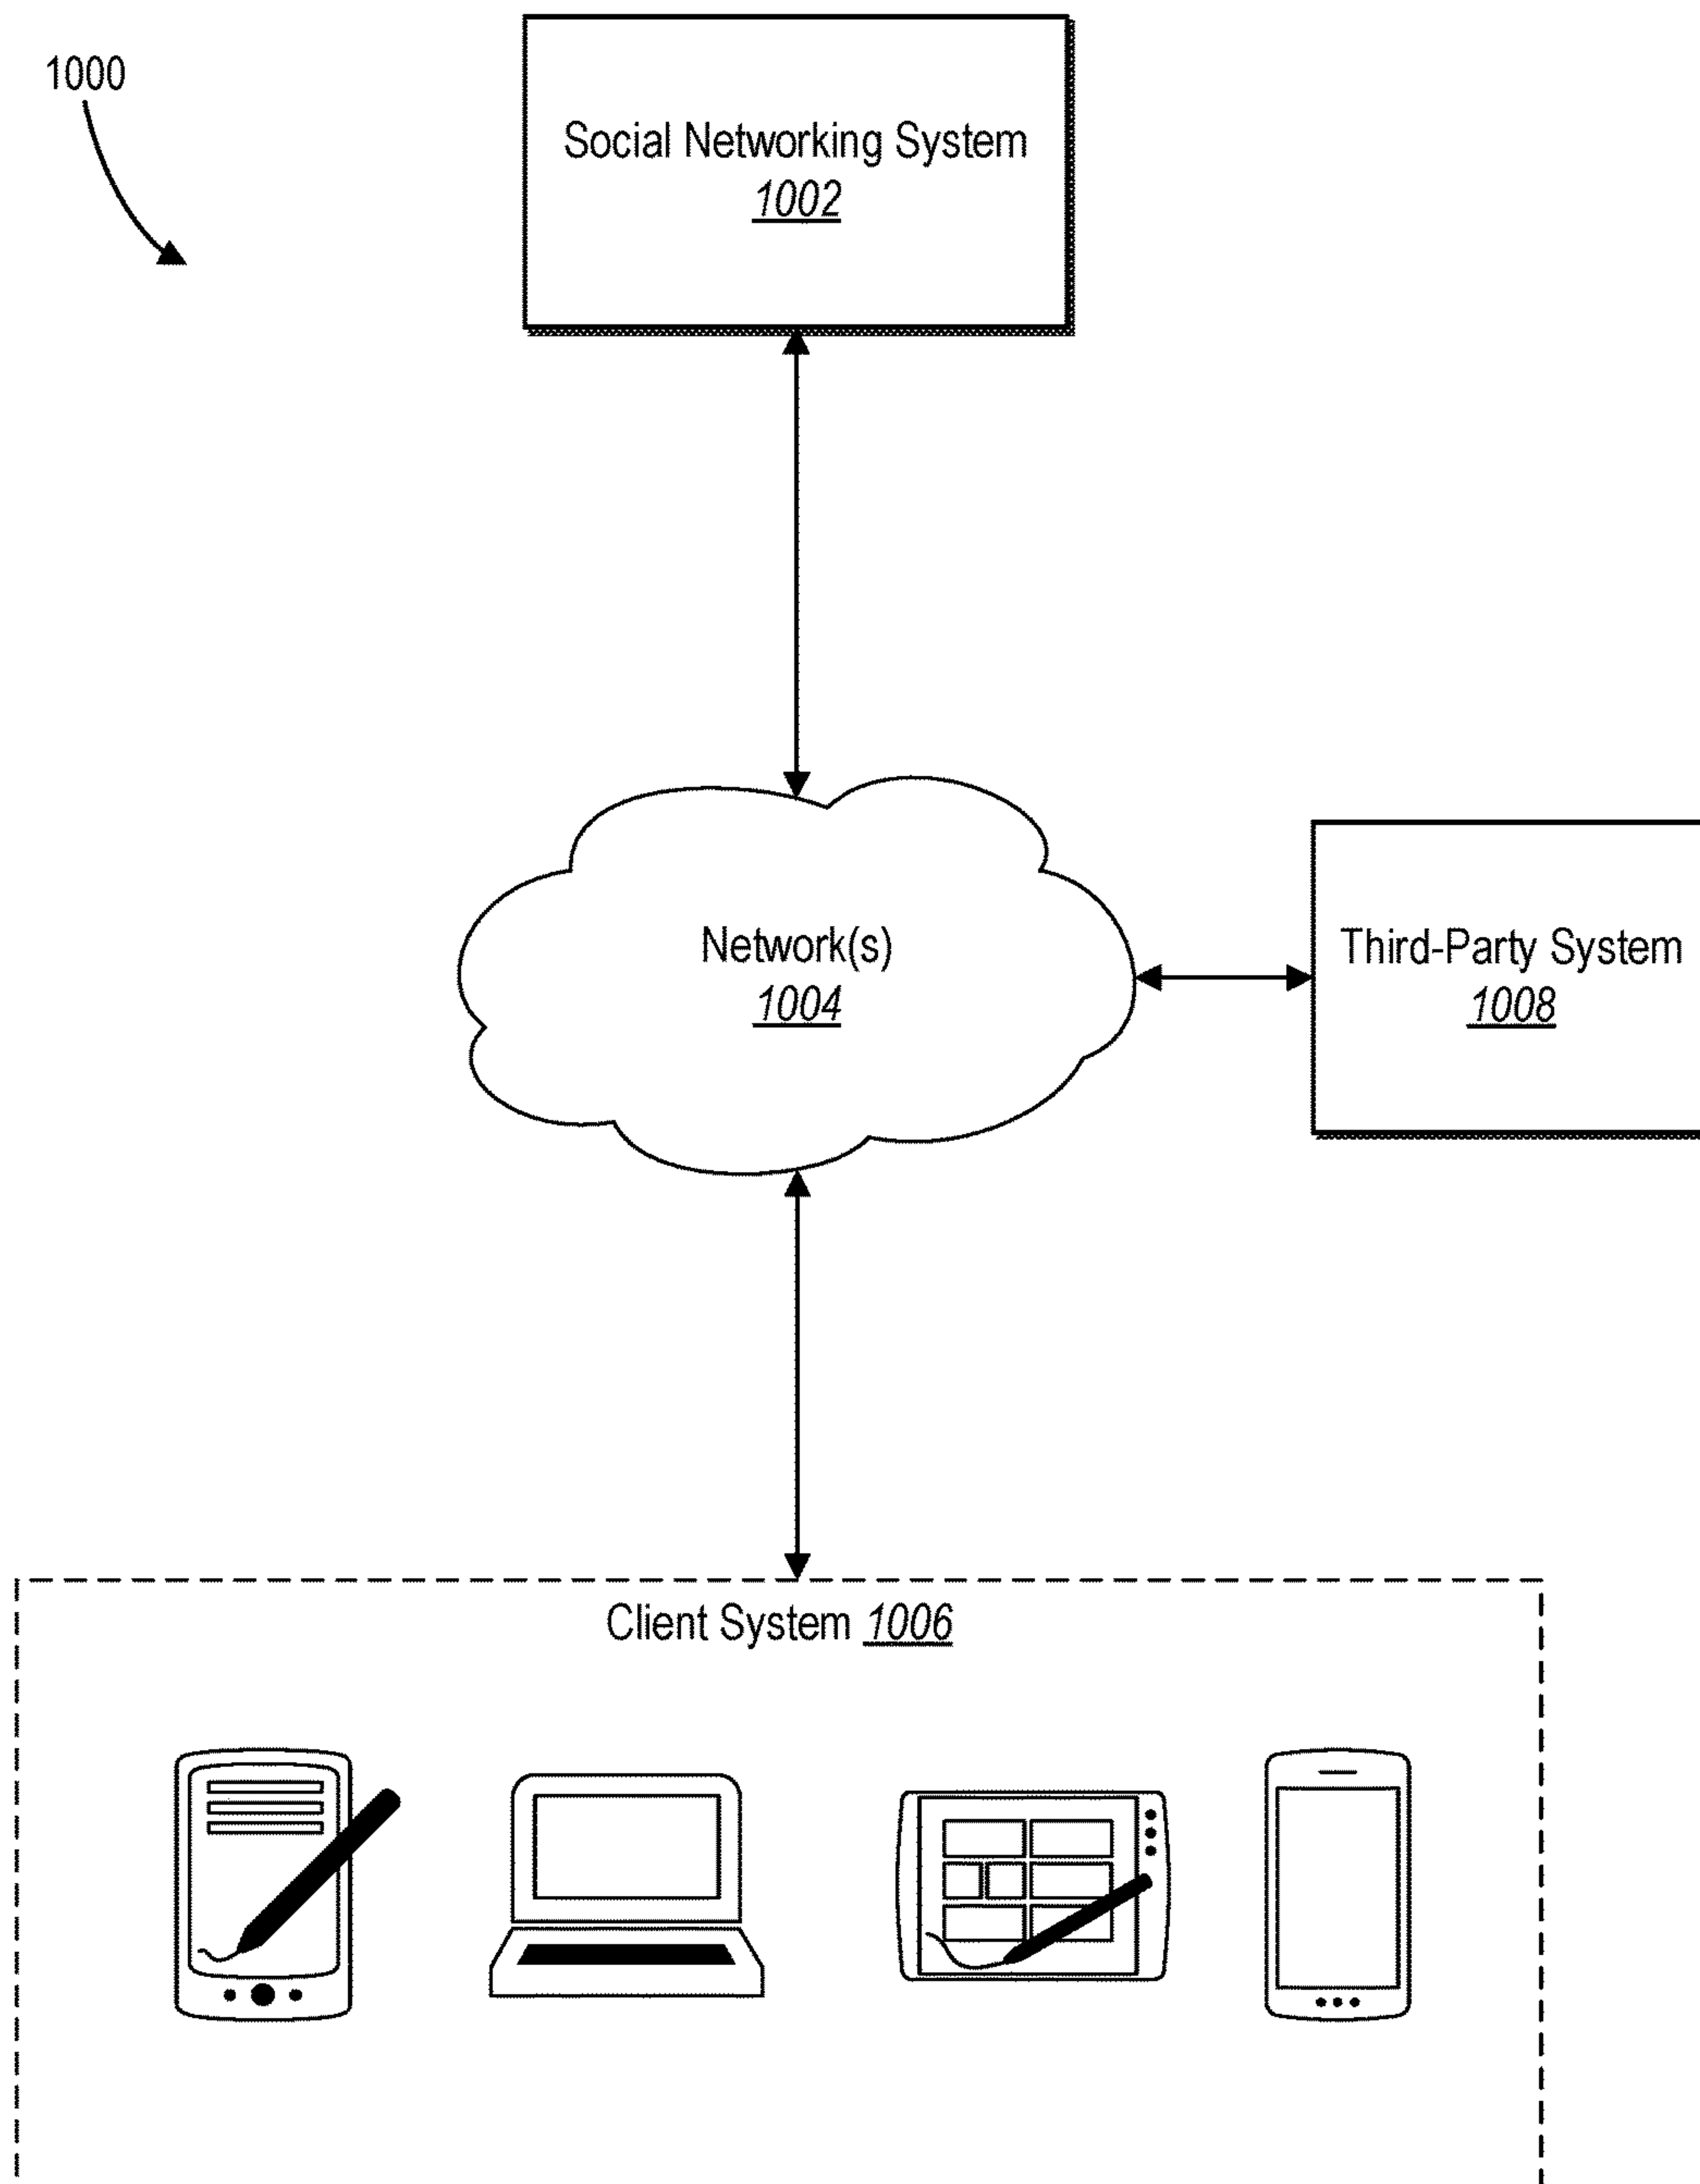 1000
Social Networking System
1002
Network(s)
1004
Third-Party System
1008
Client System 1006